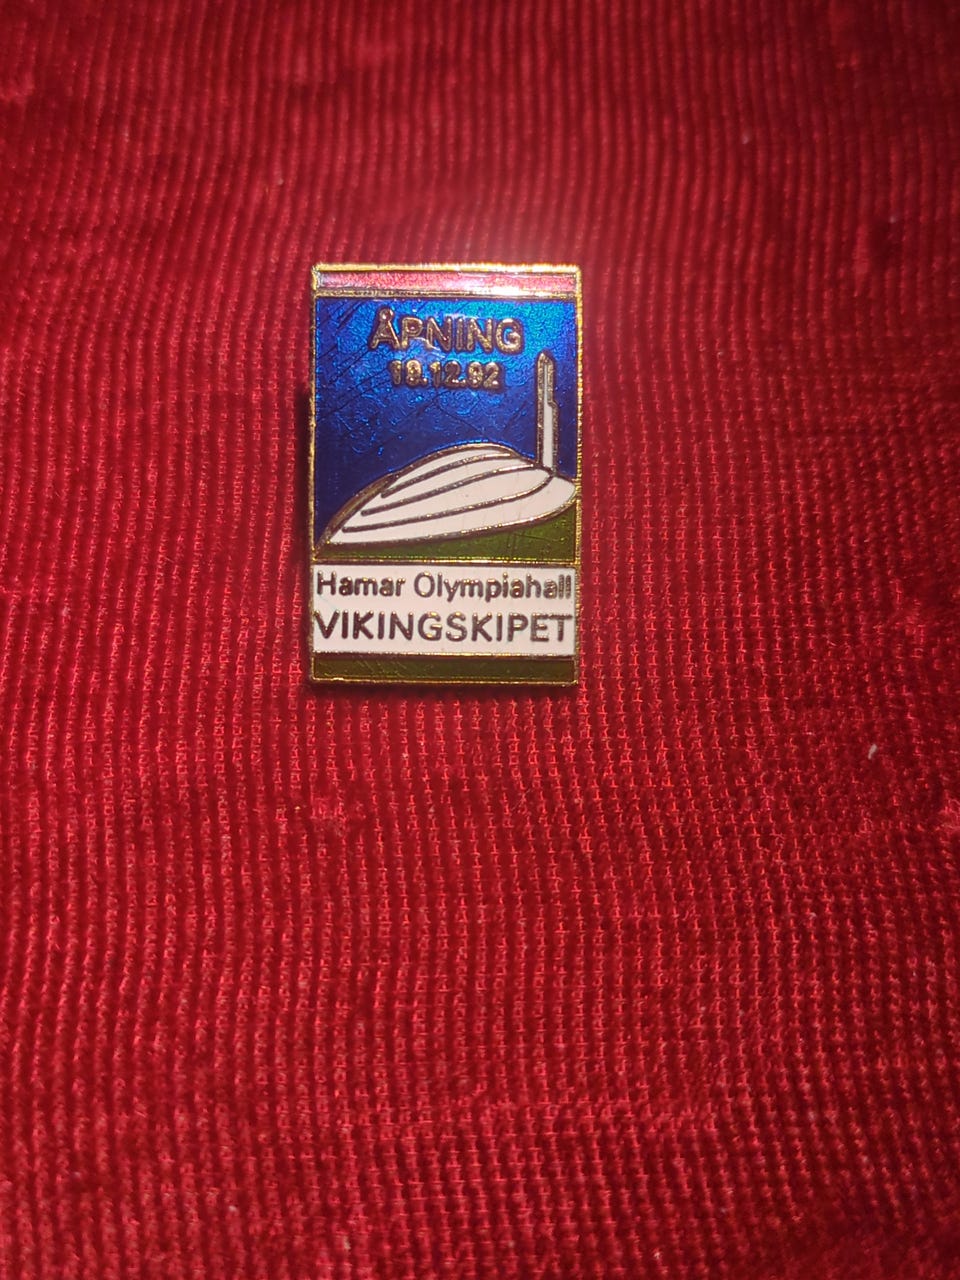 ÅPNING
19.12.92
Hamar Olympiahall
VIKINGSKIPET